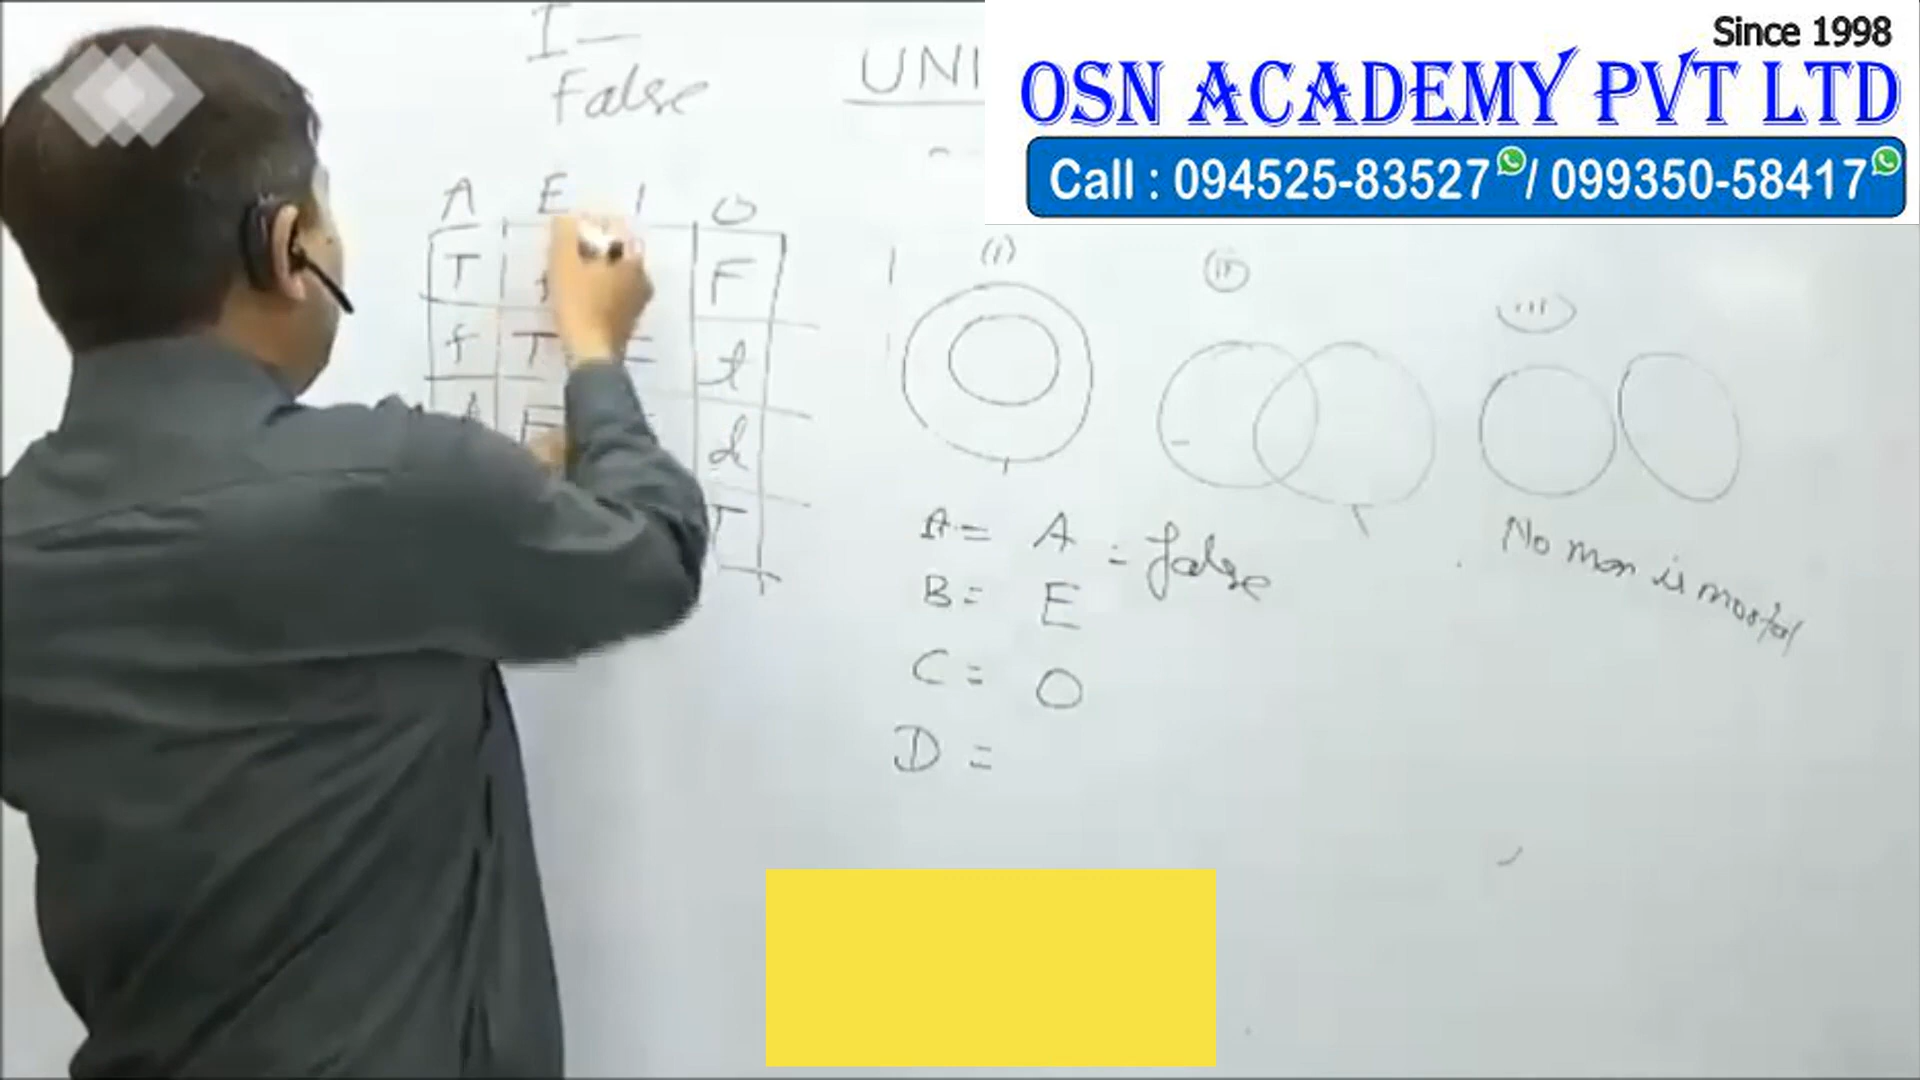 Since 1998
OSN ACADEMY PVT LTD
Call : 094525-83527 / 099350-58417
I –
False
UNI
A E I O
T F
f T F t
F d
T
(i)
(ii)
(iii)
A = A = false
B = E
C = O
D =
No man is mortal